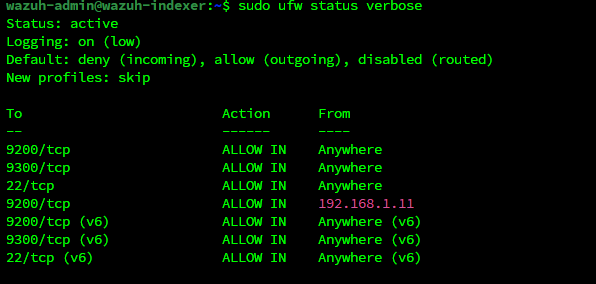 wazuh-admin@wazuh-indexer:~$ sudo ufw status verbose
Status: active
Logging: on (low)
Default: deny (incoming), allow (outgoing), disabled (routed)
New profiles: skip
To Action From
-- ------ ----
9200/tcp ALLOW IN Anywhere
9300/tcp ALLOW IN Anywhere
22/tcp ALLOW IN Anywhere
9200/tcp ALLOW IN 192.168.1.11
9200/tcp (v6) ALLOW IN Anywhere (v6)
9300/tcp (v6) ALLOW IN Anywhere (v6)
22/tcp (v6) ALLOW IN Anywhere (v6)